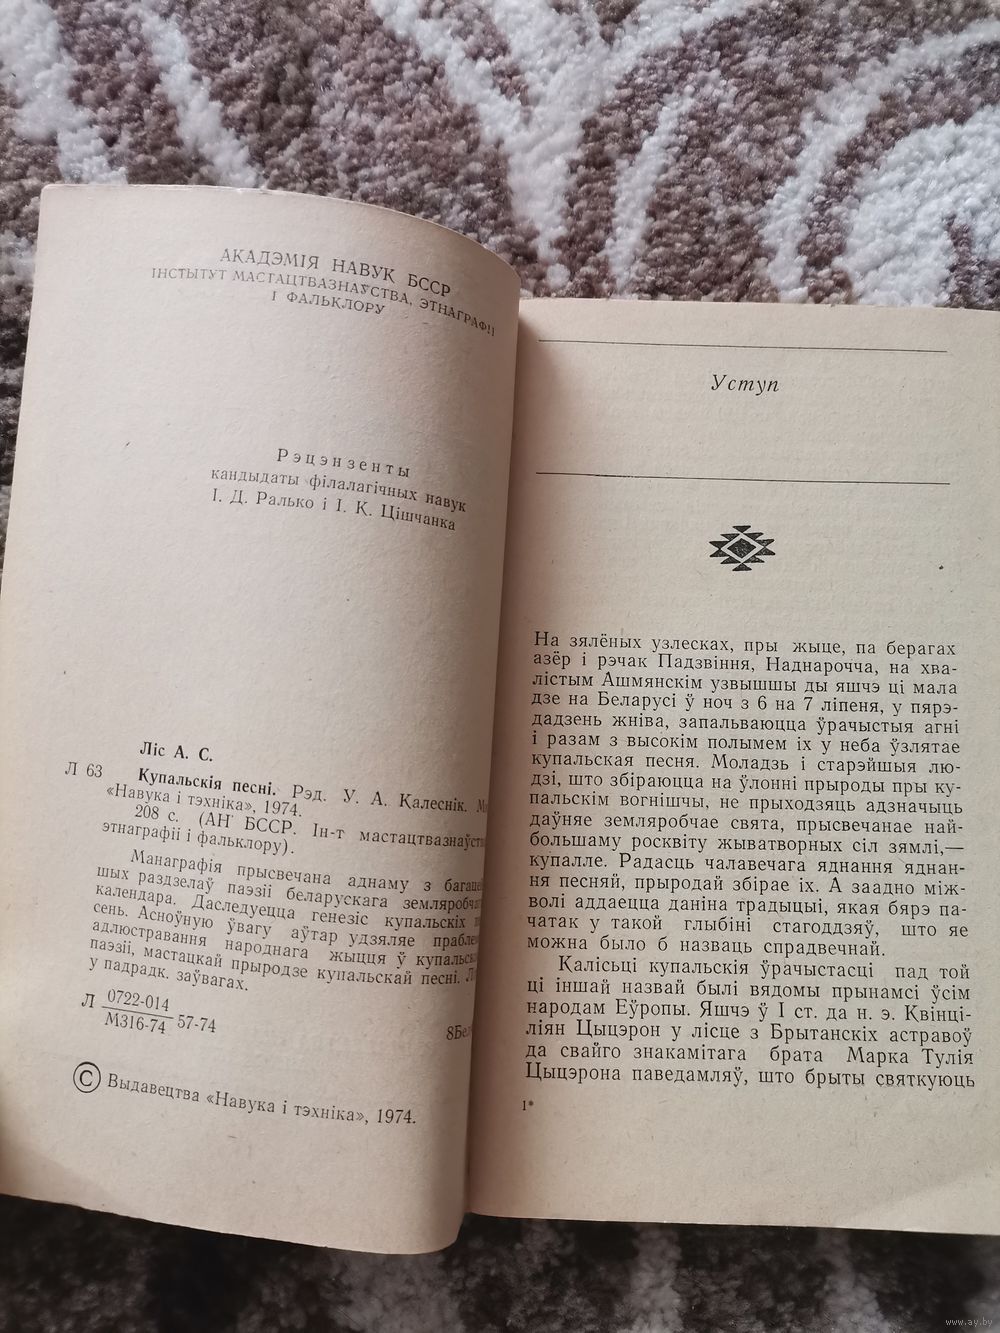 АКАДЭМІЯ НАВУК БССР
ІНСТЫТУТ МАСТАЦТВАЗНАЎСТВА, ЭТНАГРАФІІ
І ФАЛЬКЛОРУ
Рэцэнзенты
кандыдаты філалагічных навук
І. Д. Ралько і І. К. Цішчанка
Ліс А. С.
Л 63 Купальскія песні. Рэд. У. А. Калеснік.
«Навука і тэхніка», 1974.
208 с. (АН БССР. Ін-т мастацтвазнаўства
этнаграфіі і фальклору).
Манаграфія прысвечана аднаму з
шых раздзелаў паэзіі беларускага
календара. Даследуецца генезіс купальскіх
сень. Асноўную ўвагу аўтар удзяляе
адлюстравання народнага жыцця ў
паэзіі, мастацкай прыродзе купальскай песні.
у падрадк. заўвагах.
Л 0722-014
М316-74 57-74
© Выдавецтва «Навука і тэхніка», 1974.
Уступ
На зялёных узлесках, пры жыце, па берагах
азёр і рэчак Падзвіння, Наднарочча, на хва-
лістым Ашмянскім узвышшы ды яшчэ ці мала
дзе на Беларусі ў ноч з 6 на 7 ліпеня, у пярэ-
дадзень жніва, запальваюцца ўрачыстыя агні
і разам з высокім полымем іх у неба ўзлятае
купальская песня. Моладзь і старэйшыя лю-
дзі, што збіраюцца на ўлонні прыроды пры ку-
пальскім вогнішчы, не прыходзяць адзначыць
даўняе земляробчае свята, прысвечанае най-
большаму росквіту жыватворных сіл зямлі,—
купалле. Радасць чалавечага яднання яднан-
ня песняй, прыродай збірае іх. А заадно між-
волі аддаецца даніна традыцыі, якая бярэ па-
чатак у такой глыбіні стагоддзяў, што яе
можна было б назваць спрадвечнай.
Калісьці купальскія ўрачыстасці пад той
ці іншай назвай былі вядомы прынамсі ўсім
народам Еўропы. Яшчэ ў І ст. да н. э. Квінці-
ліян Цыцэрон у лісце з Брытанскіх астравоў
да свайго знакамітага брата Марка Тулія
Цыцэрона паведамляў, што брыты святкуюць
1*
www.ay.by